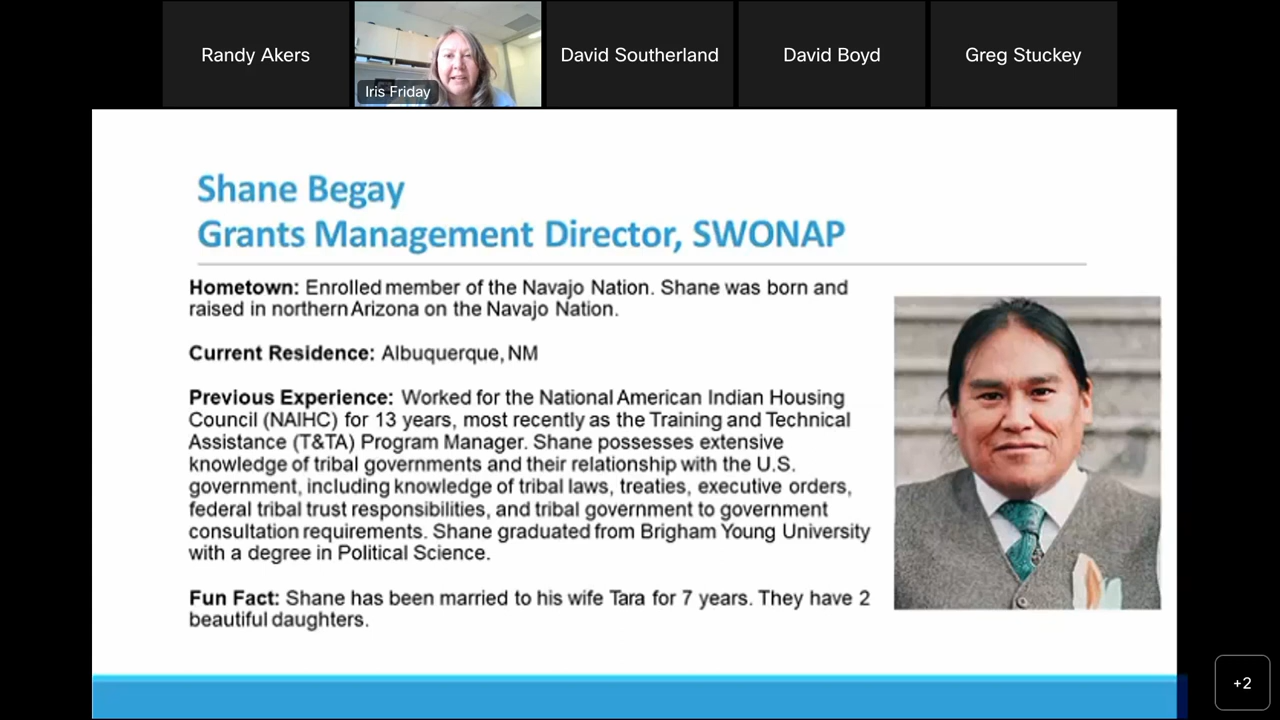 Randy Akers
Iris Friday
David Southerland
David Boyd
Greg Stuckey
Shane Begay
Grants Management Director, SWONAP
Hometown: Enrolled member of the Navajo Nation. Shane was born and
raised in northern Arizona on the Navajo Nation.
Current Residence: Albuquerque, NM
Previous Experience: Worked for the National American Indian Housing
Council (NAIHC) for 13 years, most recently as the Training and Technical
Assistance (T&TA) Program Manager. Shane possesses extensive
knowledge of tribal governments and their relationship with the U.S.
government, including knowledge of tribal laws, treaties, executive orders,
federal tribal trust responsibilities, and tribal government to government
consultation requirements. Shane graduated from Brigham Young University
with a degree in Political Science.
Fun Fact: Shane has been married to his wife Tara for 7 years. They have 2
beautiful daughters.
+2